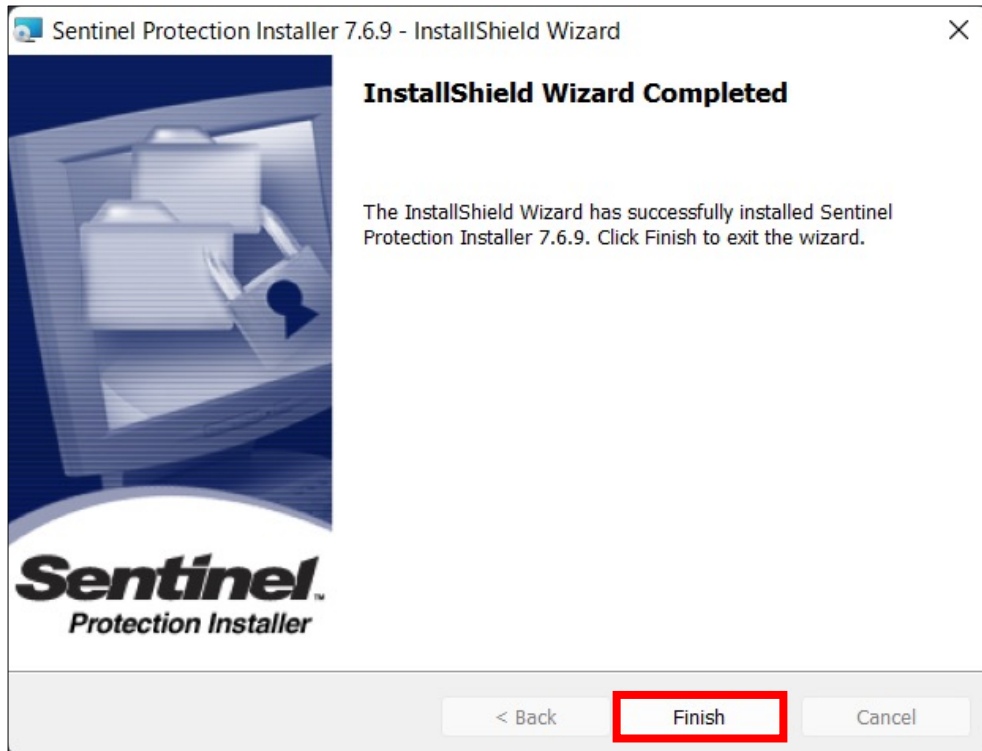 Sentinel Protection Installer 7.6.9 - InstallShield Wizard
InstallShield Wizard Completed
The InstallShield Wizard has successfully installed Sentinel
Protection Installer 7.6.9. Click Finish to exit the wizard.
Sentinel™
Protection Installer
< Back
Finish
Cancel